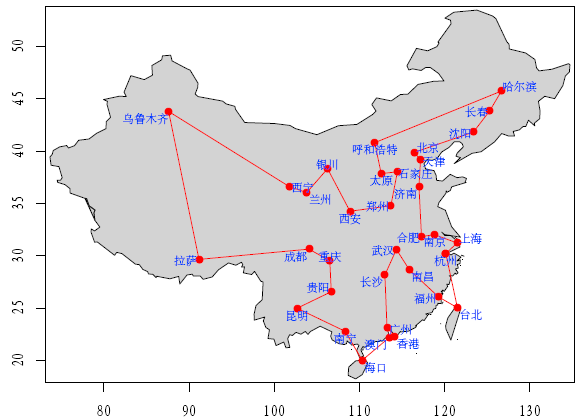 50
45
40
35
30
25
20
哈尔滨
长春
沈阳
乌鲁木齐
呼和浩特
北京
天津
银川
太原
石家庄
西宁
兰州
济南
郑州
西安
合肥
南京
上海
拉萨
成都
重庆
武汉
杭州
长沙
南昌
贵阳
福州
昆明
台北
广州
南宁
澳门
香港
海口
80
90
100
110
120
130